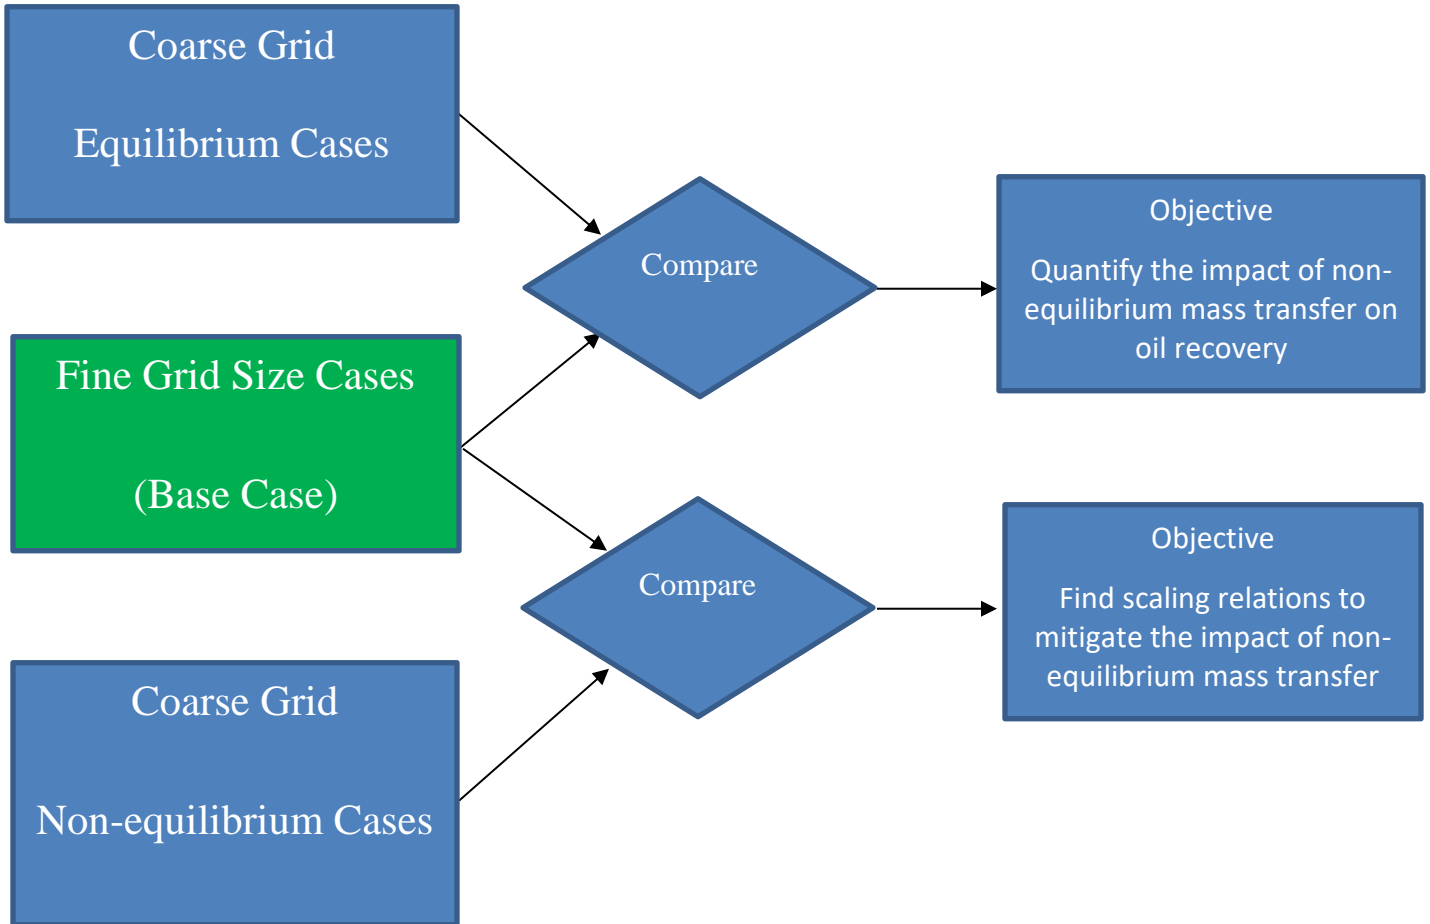 Coarse Grid
Equilibrium Cases
Compare
Objective
Quantify the impact of non-
equilibrium mass transfer on
oil recovery
Fine Grid Size Cases
(Base Case)
Compare
Objective
Find scaling relations to
mitigate the impact of non-
equilibrium mass transfer
Coarse Grid
Non-equilibrium Cases